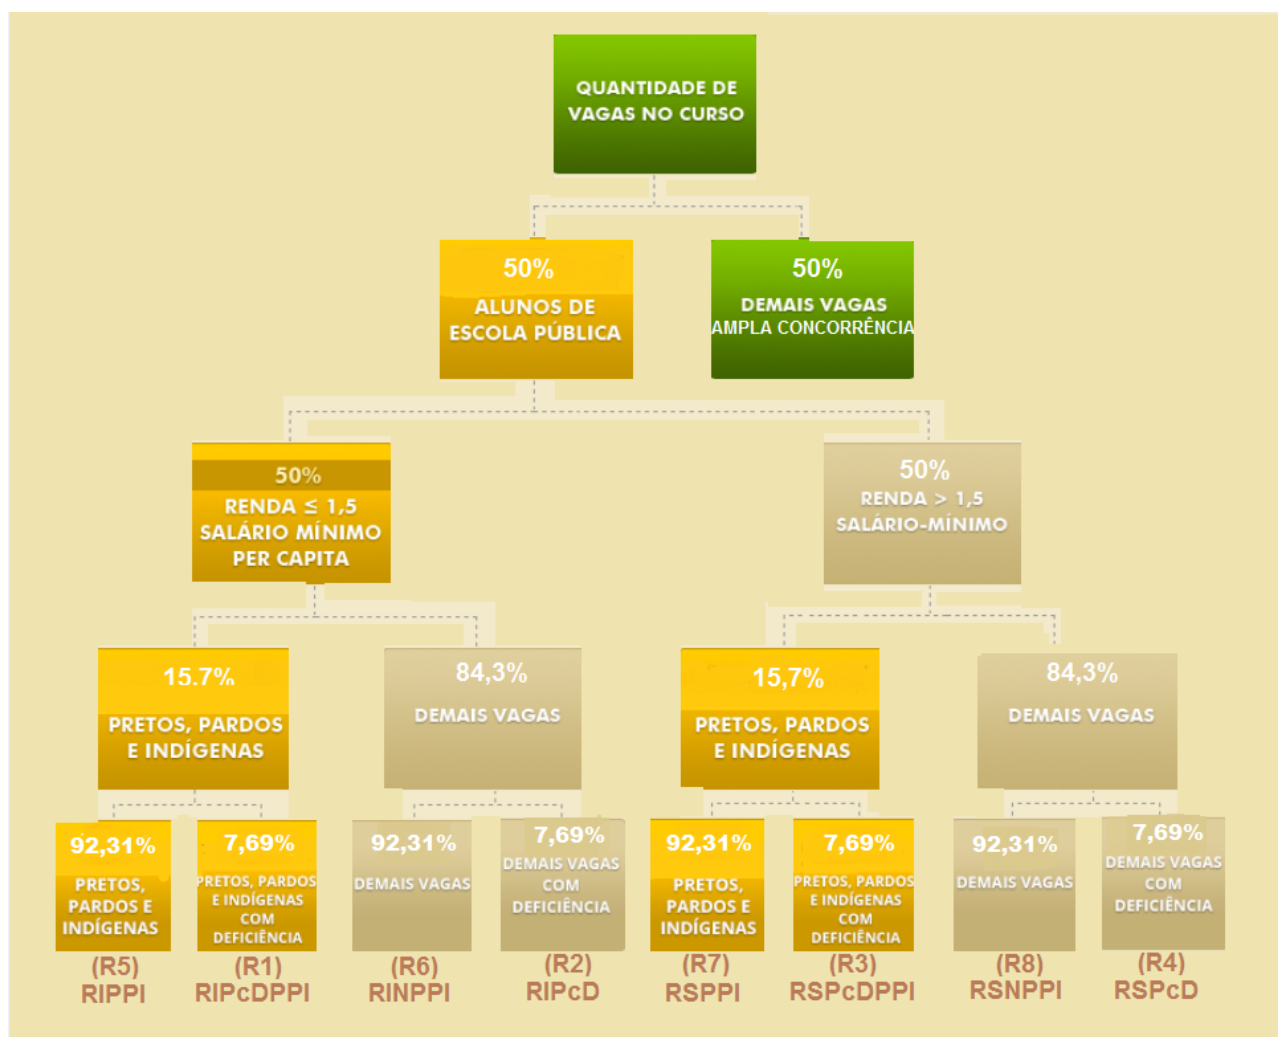 QUANTIDADE DE
VAGAS NO CURSO
50%
ALUNOS DE
ESCOLA PÚBLICA
50%
DEMAIS VAGAS
AMPLA CONCORRÊNCIA
50%
RENDA ≤ 1,5
SALÁRIO MÍNIMO
PER CAPITA
50%
RENDA > 1,5
SALÁRIO-MÍNIMO
15.7%
PRETOS, PARDOS
E INDÍGENAS
84,3%
DEMAIS VAGAS
15,7%
PRETOS, PARDOS
E INDÍGENAS
84,3%
DEMAIS VAGAS
92,31%
PRETOS,
PARDOS E
INDÍGENAS
(R5)
RIPPI
7,69%
PRETOS, PARDOS
E INDÍGENAS
COM
DEFICIÊNCIA
(R1)
RIPcDPPI
92,31%
DEMAIS VAGAS
(R6)
RINPPI
7,69%
DEMAIS VAGAS
COM
DEFICIÊNCIA
(R2)
RIPcD
92,31%
PRETOS,
PARDOS E
INDÍGENAS
(R7)
RSPPI
7,69%
PRETOS, PARDOS
E INDÍGENAS
COM
DEFICIÊNCIA
(R3)
RSPcDPPI
92,31%
DEMAIS VAGAS
(R8)
RSNPPI
7,69%
DEMAIS VAGAS
COM
DEFICIÊNCIA
(R4)
RSPcD